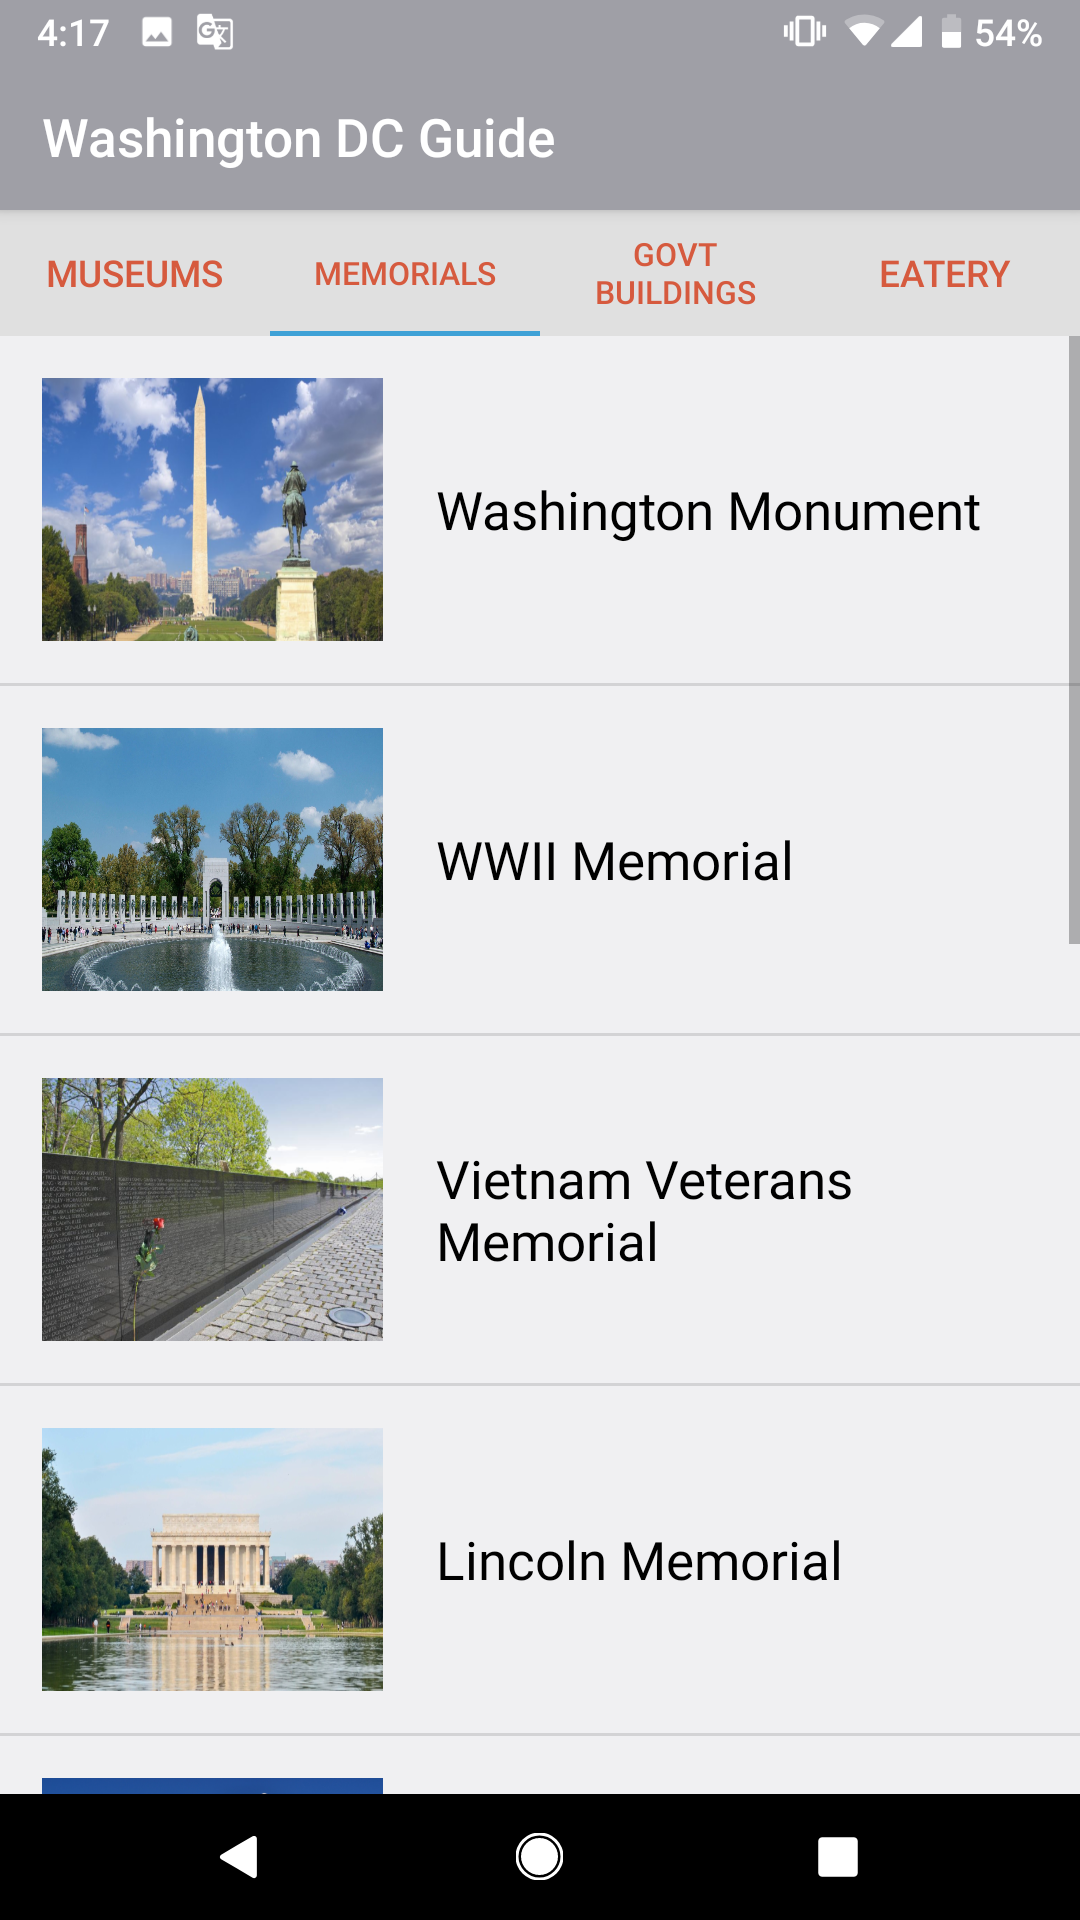 4:17
54%
Washington DC Guide
MUSEUMS
MEMORIALS
GOVT
BUILDINGS
EATERY
Washington Monument
WWII Memorial
Vietnam Veterans
Memorial
Lincoln Memorial